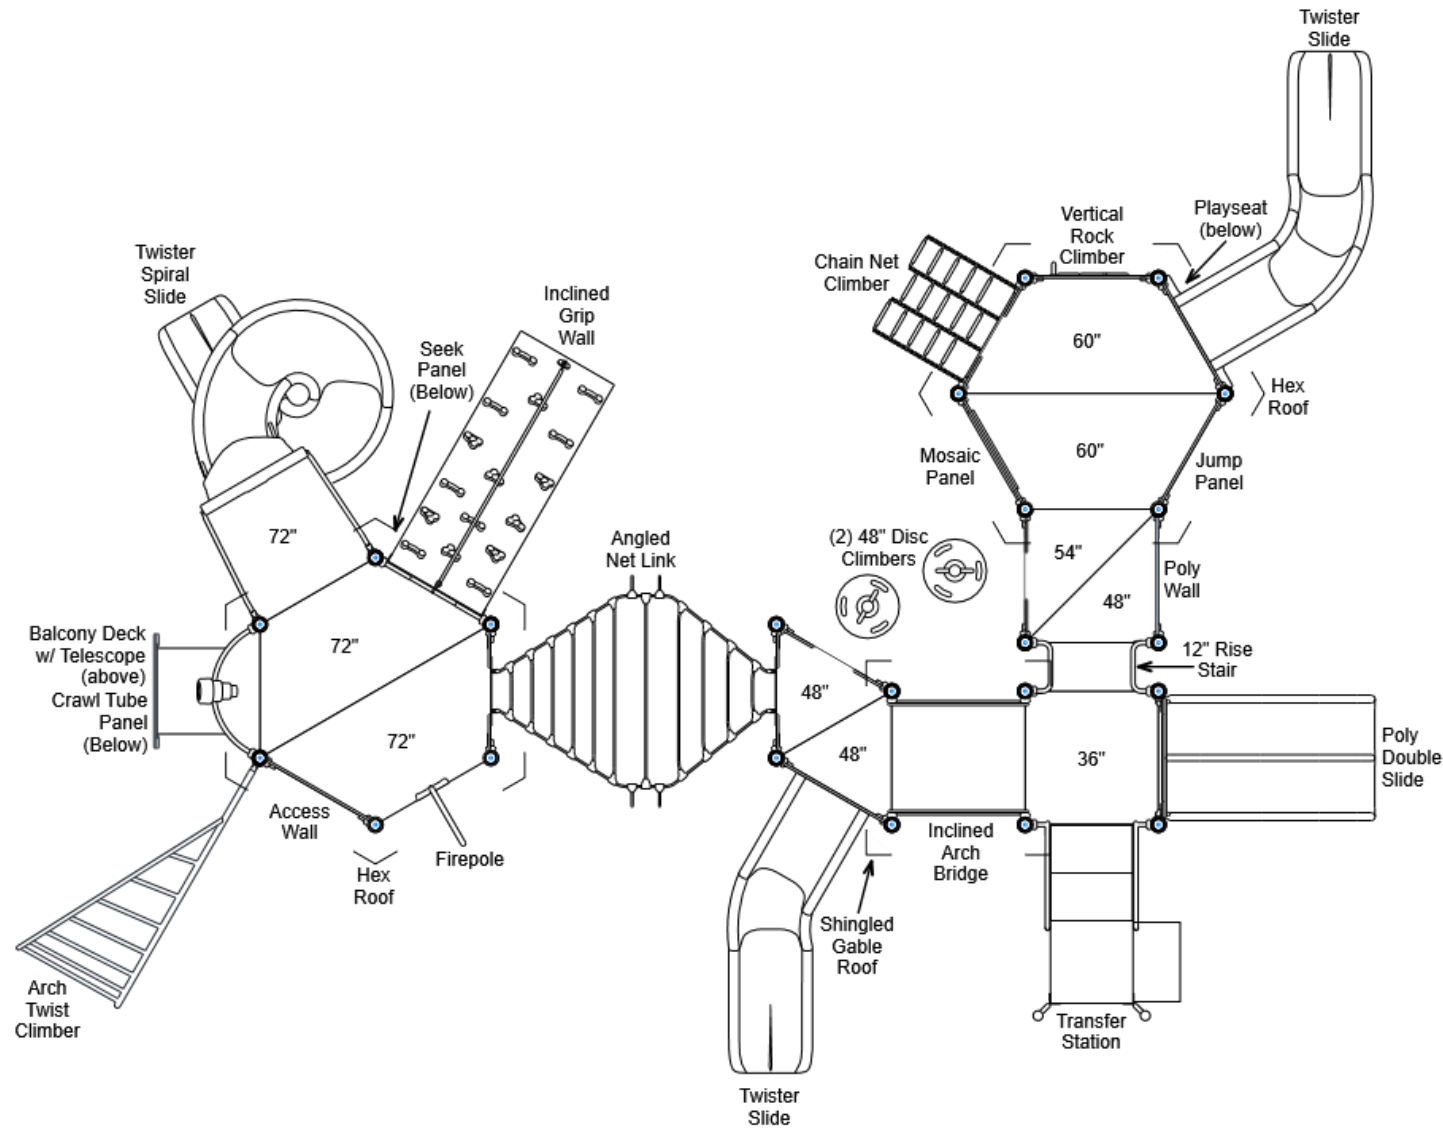 Twister
Slide
Playseat
(below)
Vertical
Rock
Climber
Chain Net
Climber
Twister
Spiral
Slide
Inclined
Grip
Wall
Seek
Panel
(Below)
60"
Hex
Roof
60"
Mosaic
Panel
Jump
Panel
72"
Angled
Net Link
(2) 48" Disc
Climbers
54"
48"
Poly
Wall
Balcony Deck
w/ Telescope
(above)
Crawl Tube
Panel
(Below)
72"
72"
12" Rise
Stair
48"
48"
36"
Poly
Double
Slide
Access
Wall
Firepole
Hex
Roof
Inclined
Arch
Bridge
Shingled
Gable
Roof
Arch
Twist
Climber
Transfer
Station
Twister
Slide